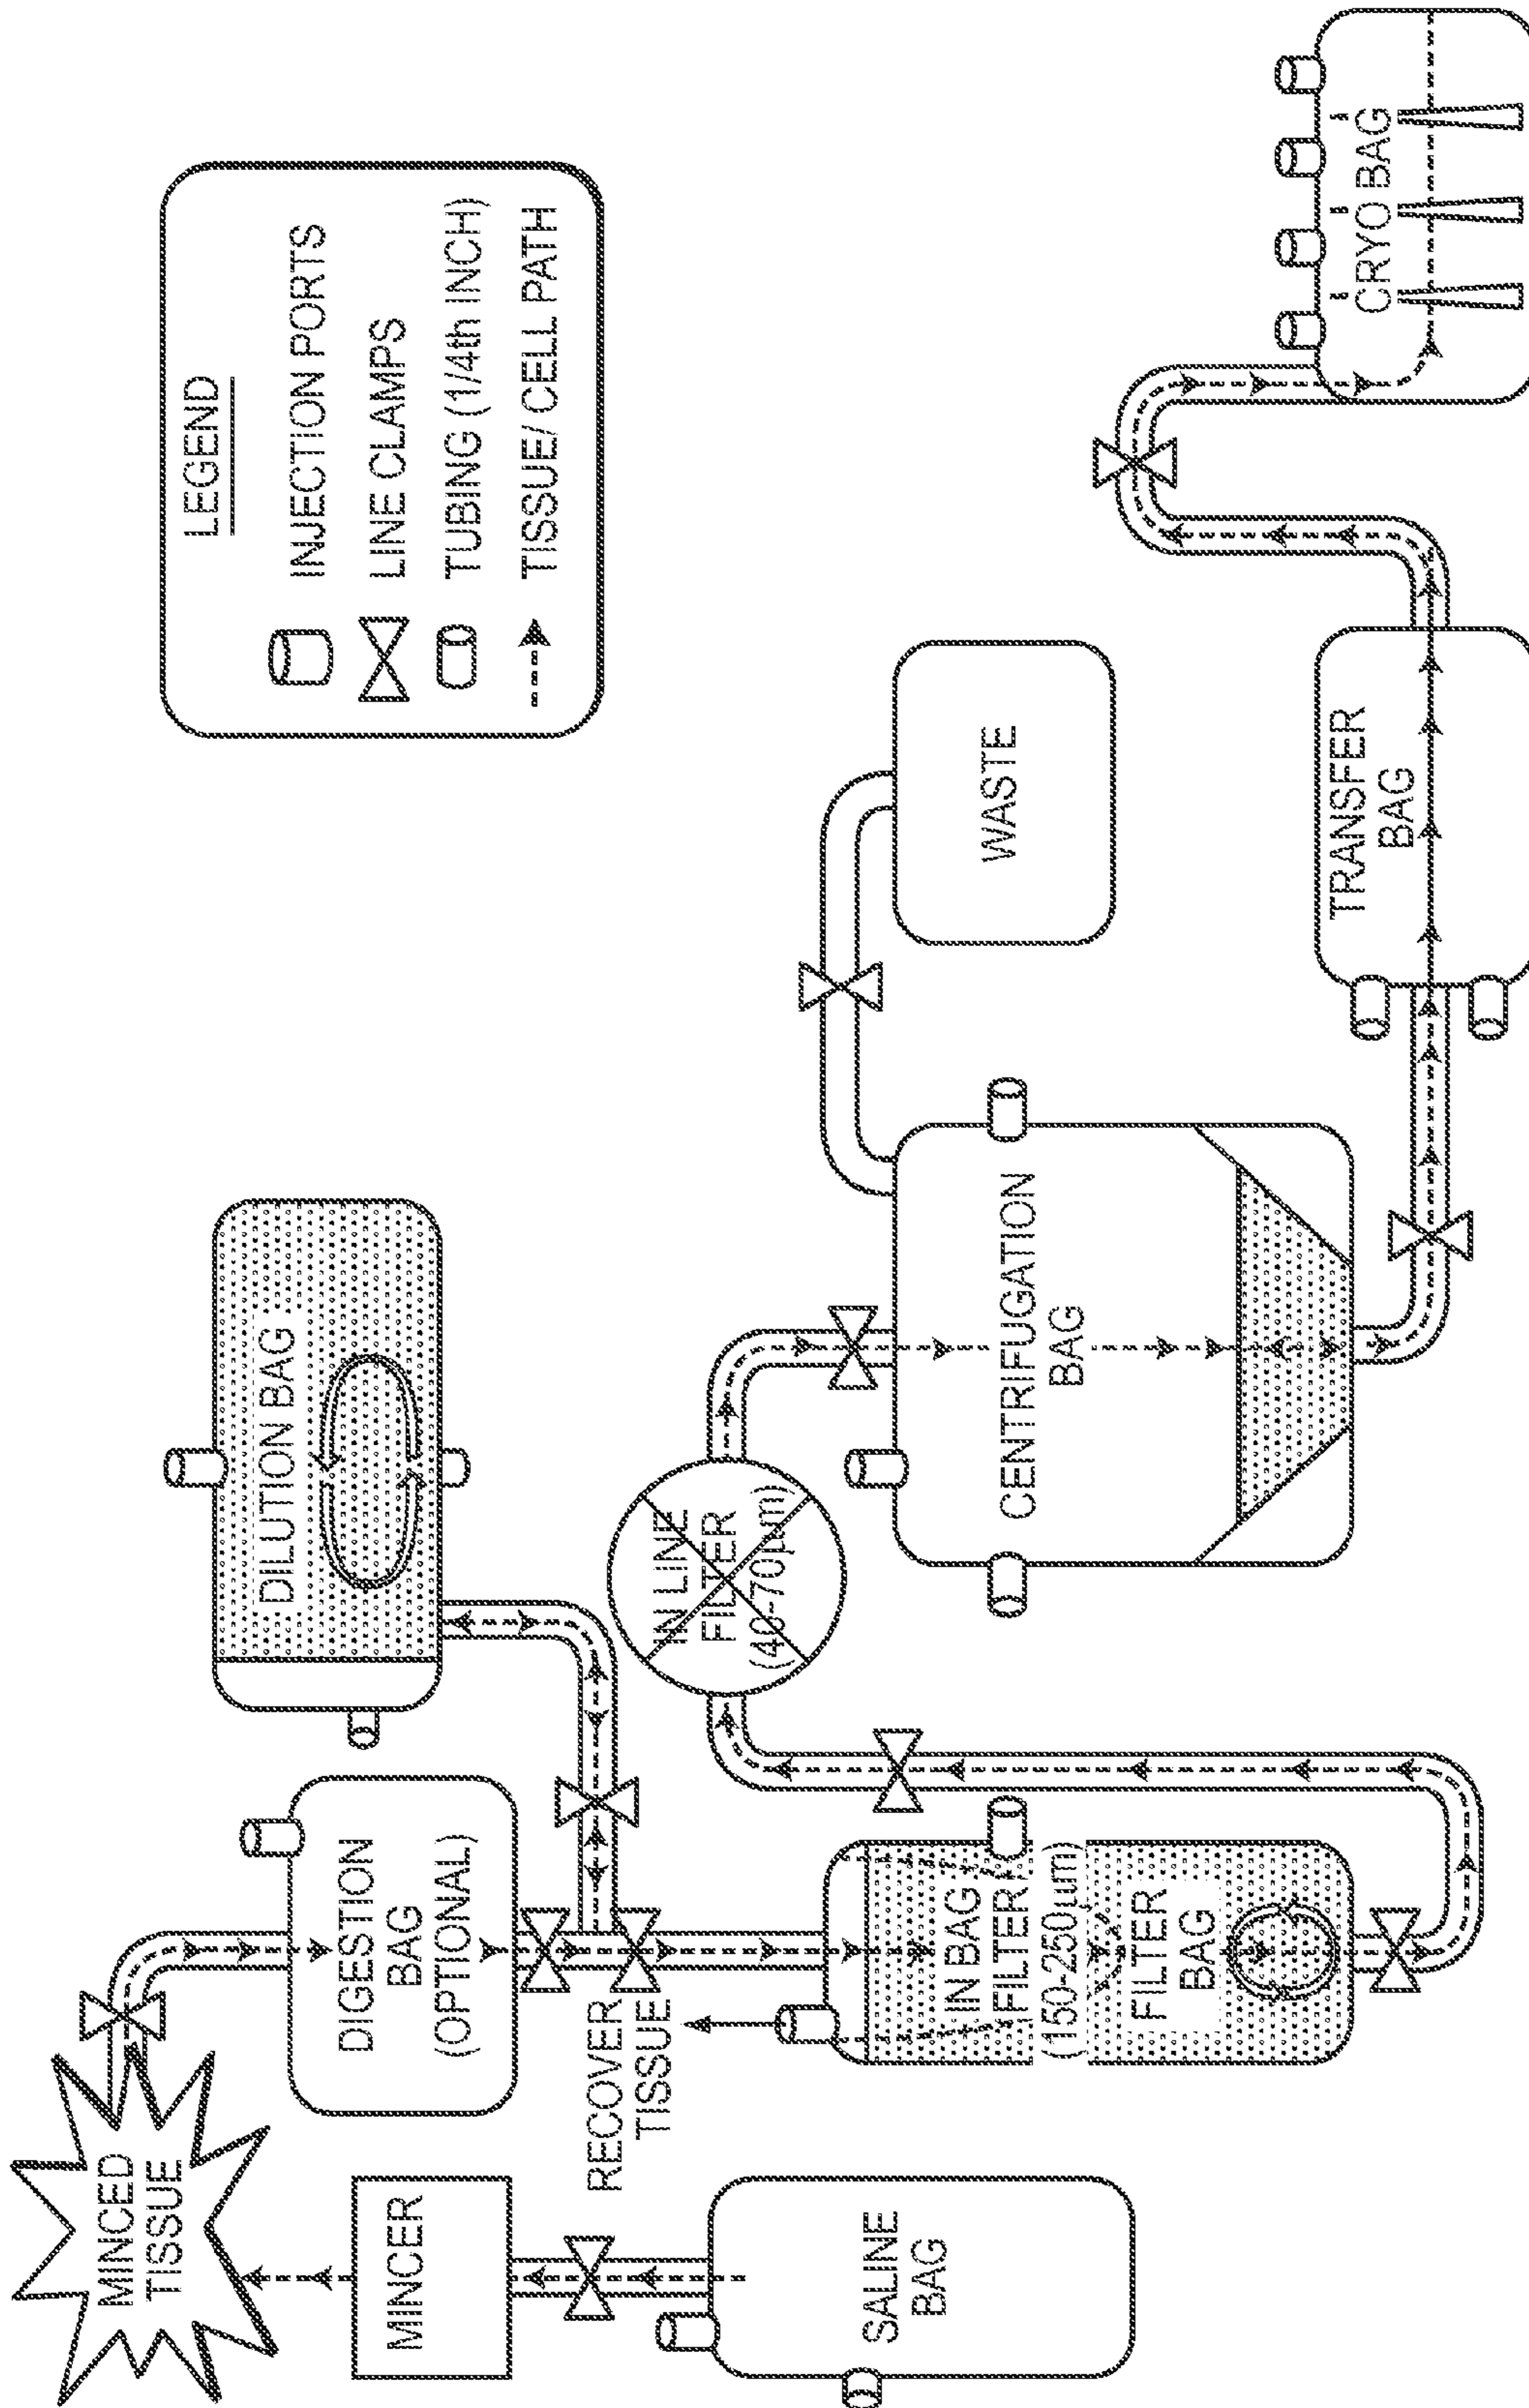 MINCED
TISSUE
MINCER
SALINE
BAG
DIGESTION
BAG
(OPTIONAL)
RECOVER
TISSUE
IN BAG
FILTER
(150-250µm)
FILTER
BAG
DILUTION BAG
IN LINE
FILTER
(40-70µm)
CENTRIFUGATION
BAG
WASTE
TRANSFER
BAG
CRYO BAG
LEGEND
INJECTION PORTS
LINE CLAMPS
TUBING (1/4th INCH)
TISSUE/ CELL PATH